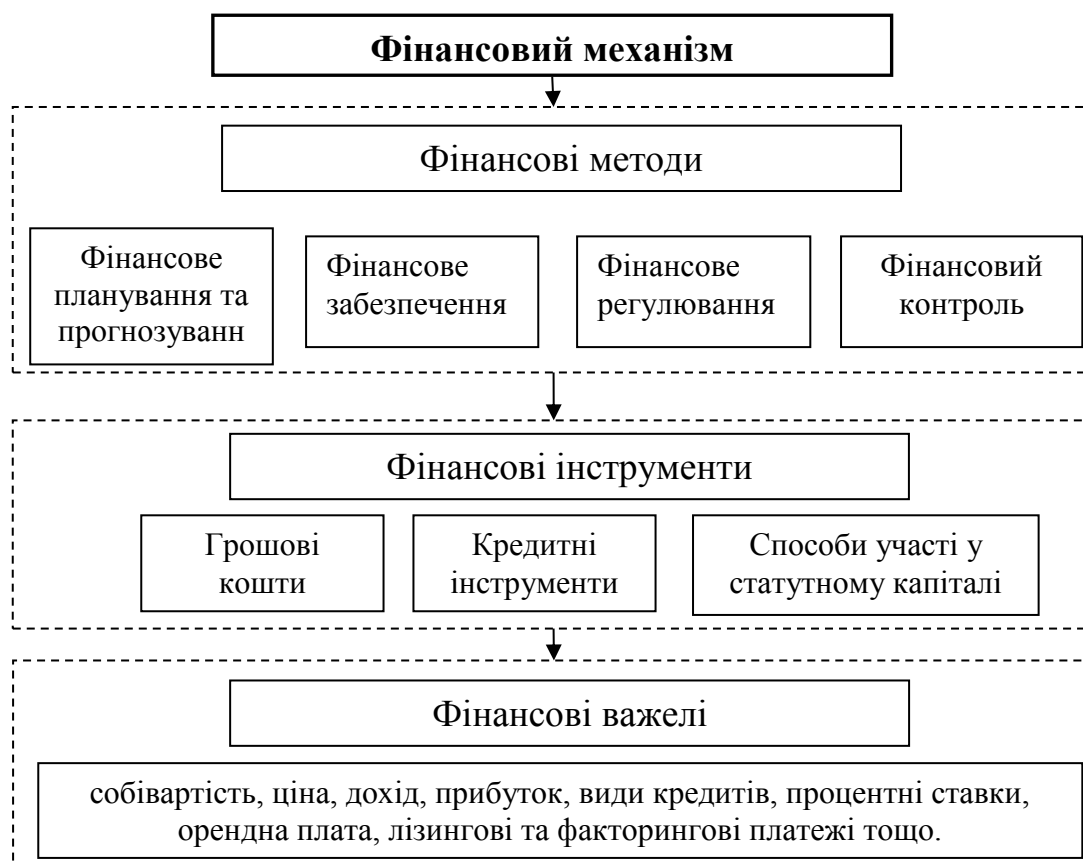 Фінансовий механізм
Фінансові методи
Фінансове
планування та
прогнозуванн
Фінансове
забезпечення
Фінансове
регулювання
Фінансовий
контроль
Фінансові інструменти
Грошові
кошти
Кредитні
інструменти
Способи участі у
статутному капіталі
Фінансові важелі
собівартість, ціна, дохід, прибуток, види кредитів, процентні ставки,
орендна плата, лізингові та факторингові платежі тощо.